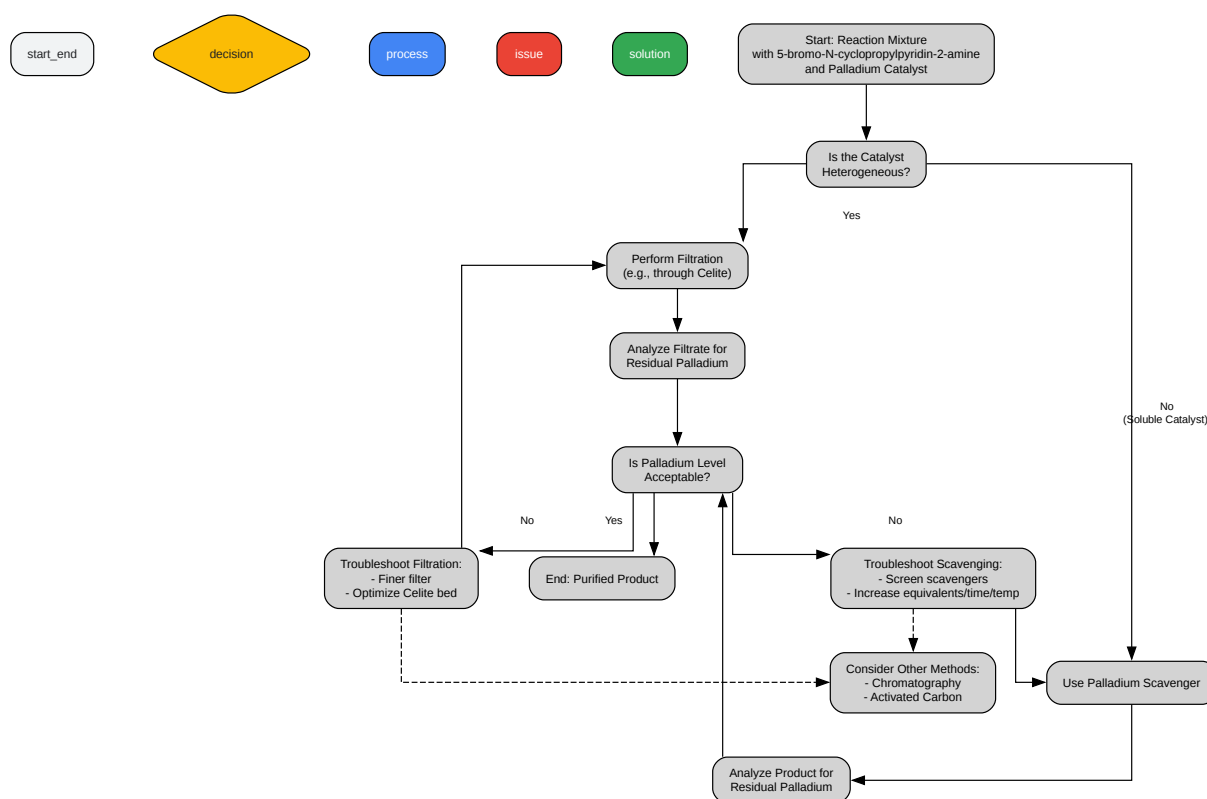 start_end
decision
process
issue
solution
Start: Reaction Mixture
with 5-bromo-N-cyclopropylpyridin-2-amine
and Palladium Catalyst
Is the Catalyst
Heterogeneous?
Yes
Perform Filtration
(e.g., through Celite)
Analyze Filtrate for
Residual Palladium
No
(Soluble Catalyst)
Is Palladium Level
Acceptable?
No
Yes
No
Troubleshoot Filtration:
- Finer filter
- Optimize Celite bed
End: Purified Product
Troubleshoot Scavenging:
- Screen scavengers
- Increase equivalents/time/temp
Consider Other Methods:
- Chromatography
- Activated Carbon
Use Palladium Scavenger
Analyze Product for
Residual Palladium